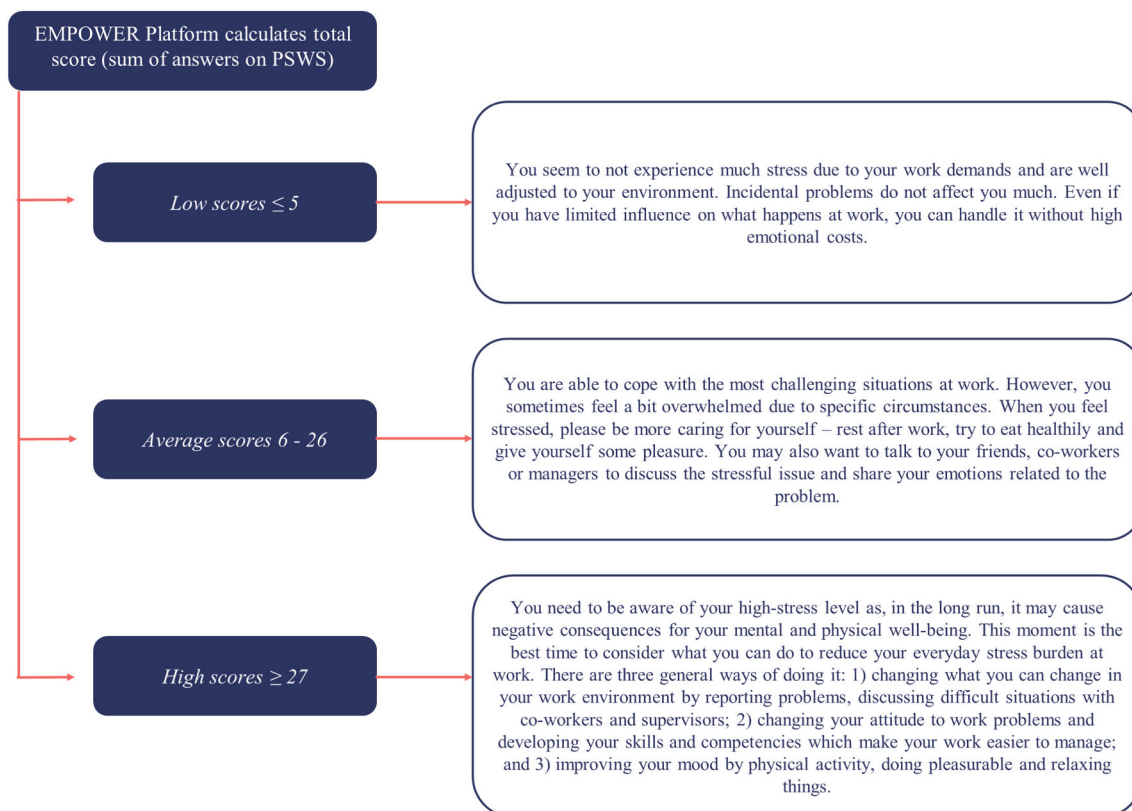 EMPOWER Platform calculates total
score (sum of answers on PSWS)
Low scores ≤ 5
You seem to not experience much stress due to your work demands and are well
adjusted to your environment. Incidental problems do not affect you much. Even if
you have limited influence on what happens at work, you can handle it without high
emotional costs.
Average scores 6 - 26
You are able to cope with the most challenging situations at work. However, you
sometimes feel a bit overwhelmed due to specific circumstances. When you feel
stressed, please be more caring for yourself – rest after work, try to eat healthily and
give yourself some pleasure. You may also want to talk to your friends, co-workers
or managers to discuss the stressful issue and share your emotions related to the
problem.
High scores ≥ 27
You need to be aware of your high-stress level as, in the long run, it may cause
negative consequences for your mental and physical well-being. This moment is the
best time to consider what you can do to reduce your everyday stress burden at
work. There are three general ways of doing it: 1) changing what you can change in
your work environment by reporting problems, discussing difficult situations with
co-workers and supervisors; 2) changing your attitude to work problems and
developing your skills and competencies which make your work easier to manage;
and 3) improving your mood by physical activity, doing pleasurable and relaxing
things.